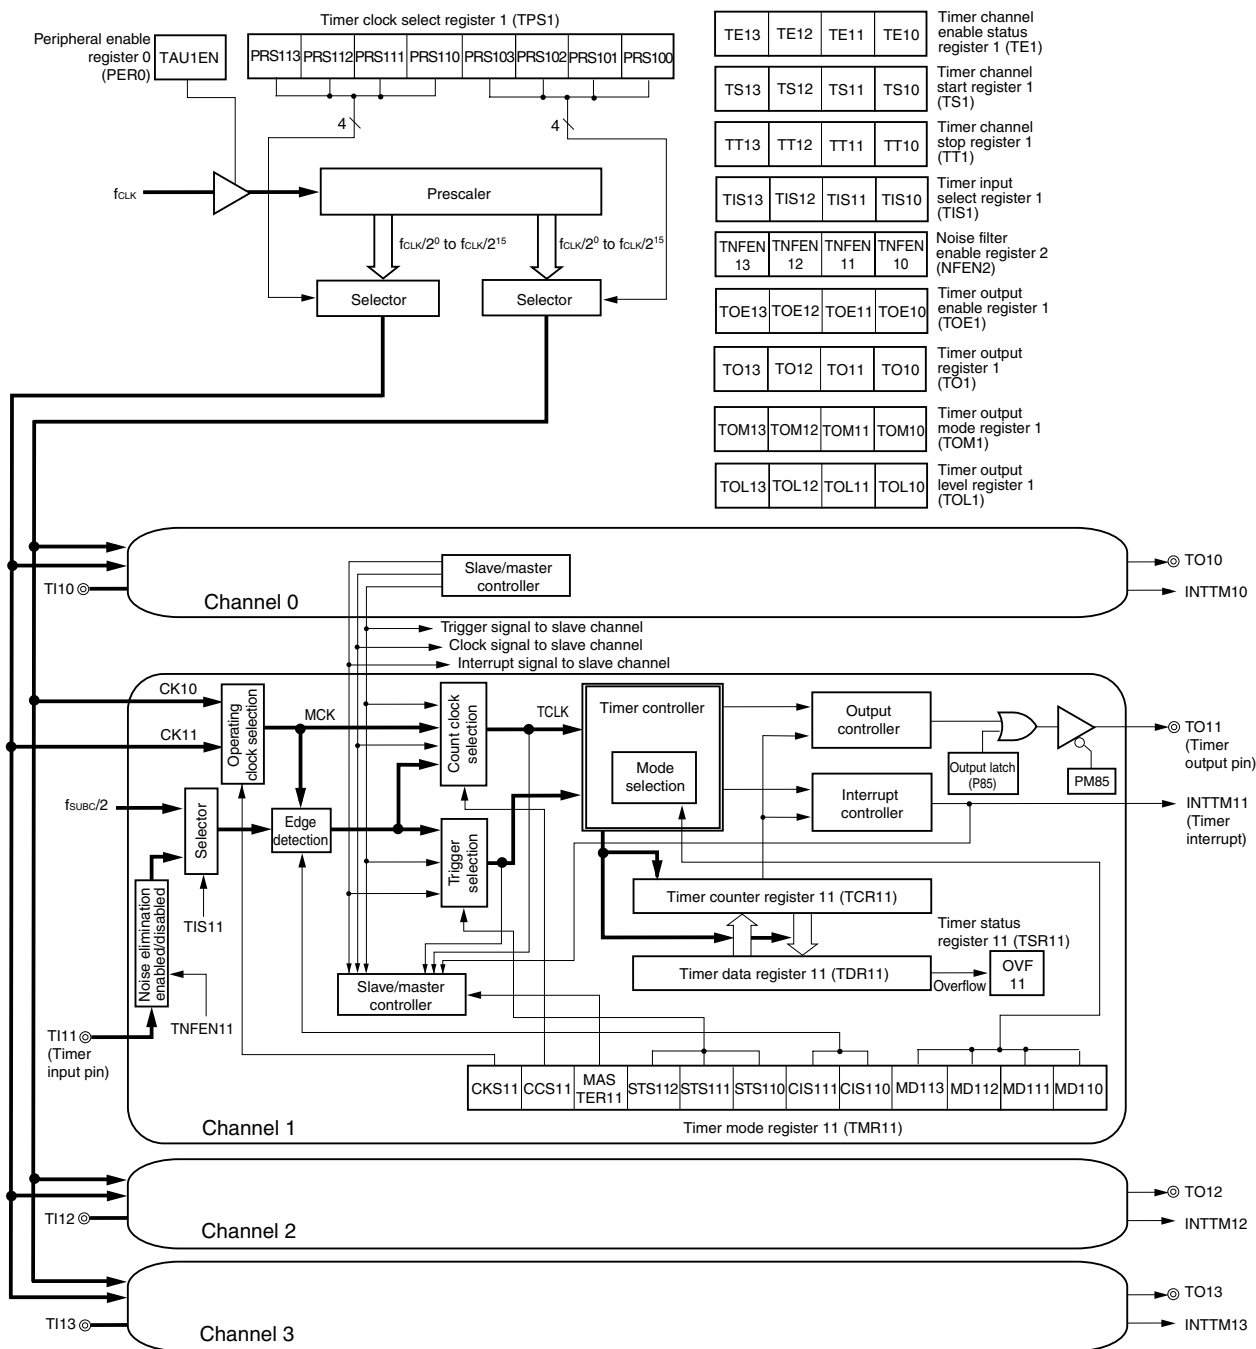 Timer clock select register 1 (TPS1)
Peripheral enable
register 0
(PER0)
TAU1EN
PRS113 PRS112 PRS111 PRS110 PRS103 PRS102 PRS101 PRS100
4
4
fCLK
Prescaler
fCLK/2⁰ to fCLK/2¹⁵
fCLK/2⁰ to fCLK/2¹⁵
Selector
Selector
TE13 TE12 TE11 TE10
Timer channel
enable status
register 1 (TE1)
TS13 TS12 TS11 TS10
Timer channel
start register 1
(TS1)
TT13 TT12 TT11 TT10
Timer channel
stop register 1
(TT1)
TIS13 TIS12 TIS11 TIS10
Timer input
select register 1
(TIS1)
TNFEN TNFEN TNFEN TNFEN
13 12 11 10
Noise filter
enable register 2
(NFEN2)
TOE13 TOE12 TOE11 TOE10
Timer output
enable register 1
(TOE1)
TO13 TO12 TO11 TO10
Timer output
register 1
(TO1)
TOM13 TOM12 TOM11 TOM10
Timer output
mode register 1
(TOM1)
TOL13 TOL12 TOL11 TOL10
Timer output
level register 1
(TOL1)
TI10
Channel 0
Slave/master
controller
TO10
INTTM10
Trigger signal to slave channel
Clock signal to slave channel
Interrupt signal to slave channel
CK10
CK11
Operating
clock selection
MCK
Count clock
selection
TCLK
Timer controller
Mode
selection
Output
controller
Output latch
(P85)
PM85
TO11
(Timer
output pin)
Interrupt
controller
INTTM11
(Timer
interrupt)
fSUBC/2
Selector
Edge
detection
Trigger
selection
TIS11
Noise elimination
enabled/disabled
TNFEN11
TI11
(Timer
input pin)
Timer counter register 11 (TCR11)
Timer status
register 11 (TSR11)
Timer data register 11 (TDR11)
Overflow
OVF
11
Slave/master
controller
CKS11 CCS11 MAS
TER11 STS112 STS111 STS110 CIS111 CIS110 MD113 MD112 MD111 MD110
Channel 1
Timer mode register 11 (TMR11)
TI12
Channel 2
TO12
INTTM12
TI13
Channel 3
TO13
INTTM13